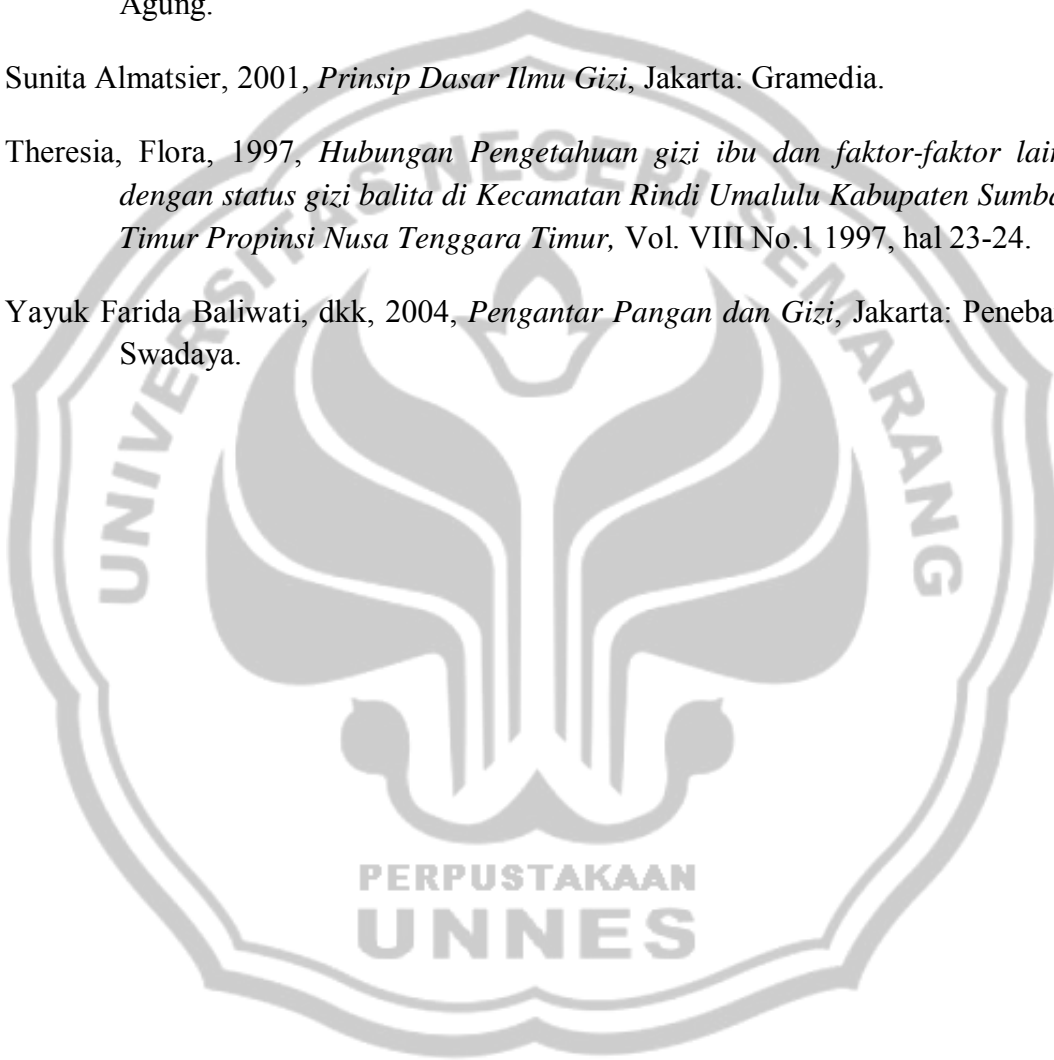 Agung.
Sunita Almatsier, 2001, Prinsip Dasar Ilmu Gizi, Jakarta: Gramedia.
Theresia, Flora, 1997, Hubungan Pengetahuan gizi ibu dan faktor-faktor lain
dengan status gizi balita di Kecamatan Rindi Umalulu Kabupaten Sumba
Timur Propinsi Nusa Tenggara Timur, Vol. VIII No.1 1997, hal 23-24.
Yayuk Farida Baliwati, dkk, 2004, Pengantar Pangan dan Gizi, Jakarta: Peneba
Swadaya.
UNIVERSITAS NEGERI SEMARANG
PERPUSTAKAAN
UNNES